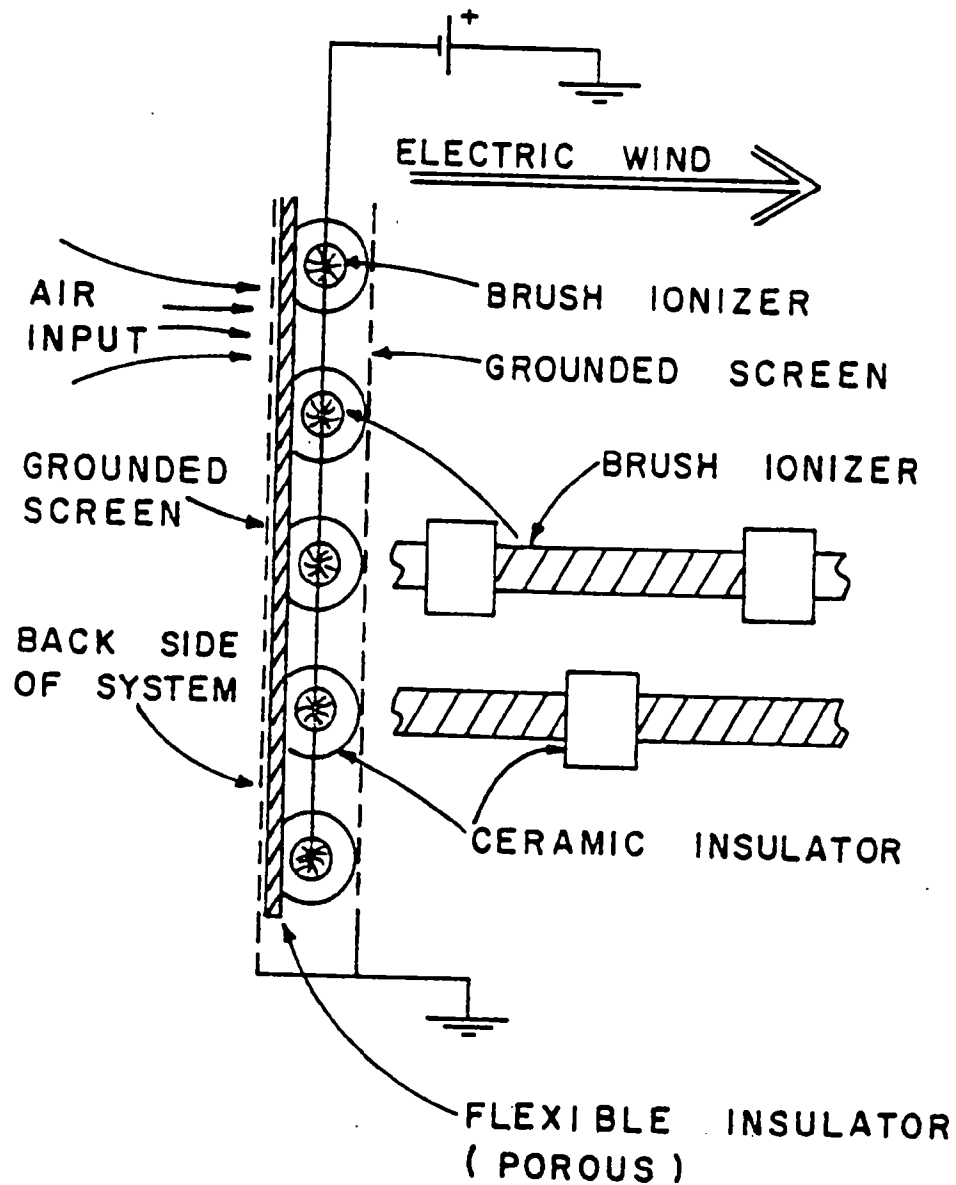 +
ELECTRIC WIND
AIR
INPUT
BRUSH IONIZER
GROUNDED SCREEN
GROUNDED
SCREEN
BRUSH IONIZER
BACK SIDE
OF SYSTEM
CERAMIC INSULATOR
FLEXIBLE INSULATOR
( POROUS )